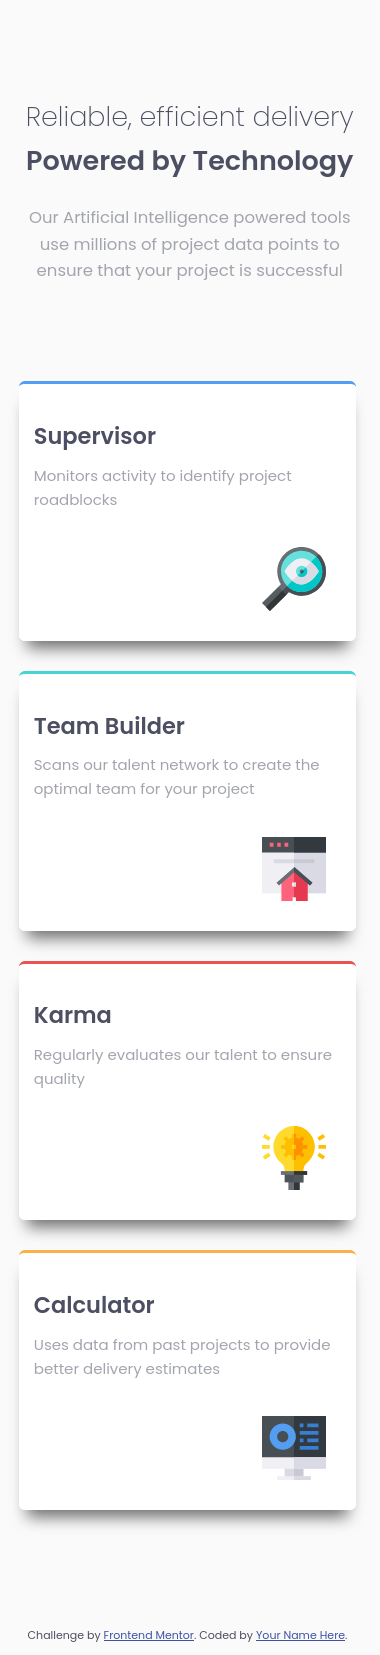 Reliable, efficient delivery
Powered by Technology
Our Artificial Intelligence powered tools
use millions of project data points to
ensure that your project is successful
Supervisor
Monitors activity to identify project
roadblocks
Team Builder
Scans our talent network to create the
optimal team for your project
Karma
Regularly evaluates our talent to ensure
quality
Calculator
Uses data from past projects to provide
better delivery estimates
Challenge by Frontend Mentor. Coded by Your Name Here.